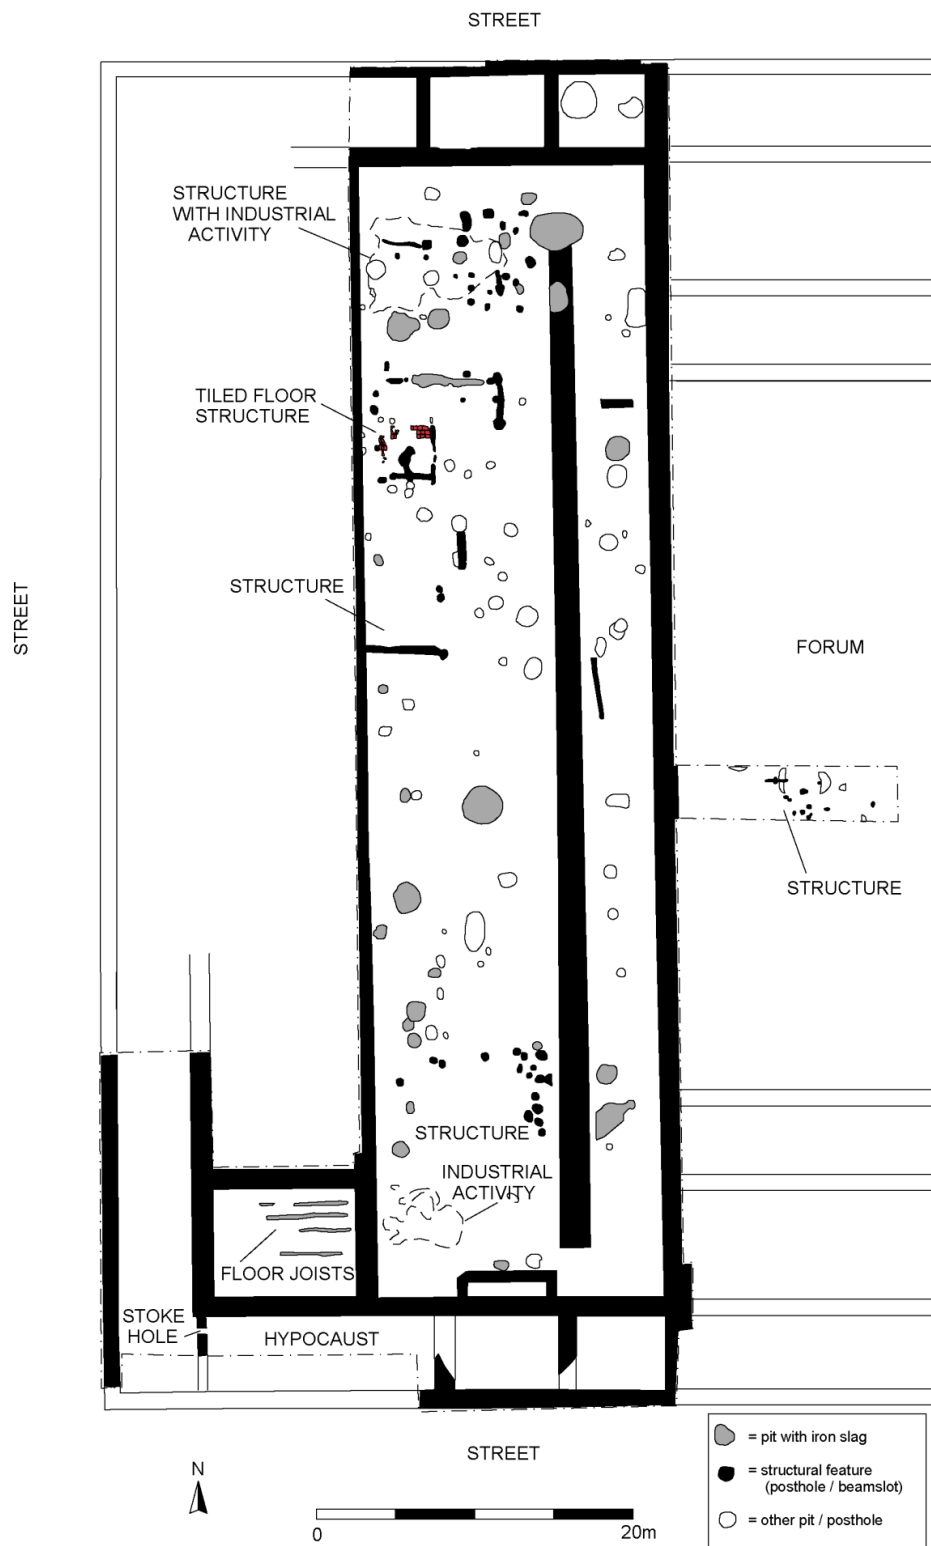 STREET
STRUCTURE
WITH INDUSTRIAL
ACTIVITY
TILED FLOOR
STRUCTURE
STREET
STRUCTURE
FORUM
STRUCTURE
STRUCTURE
INDUSTRIAL
ACTIVITY
FLOOR JOISTS
STOKE
HOLE
HYPOCAUST
STREET
N
0
20m
= pit with iron slag
= structural feature
(posthole / beamslot)
= other pit / posthole